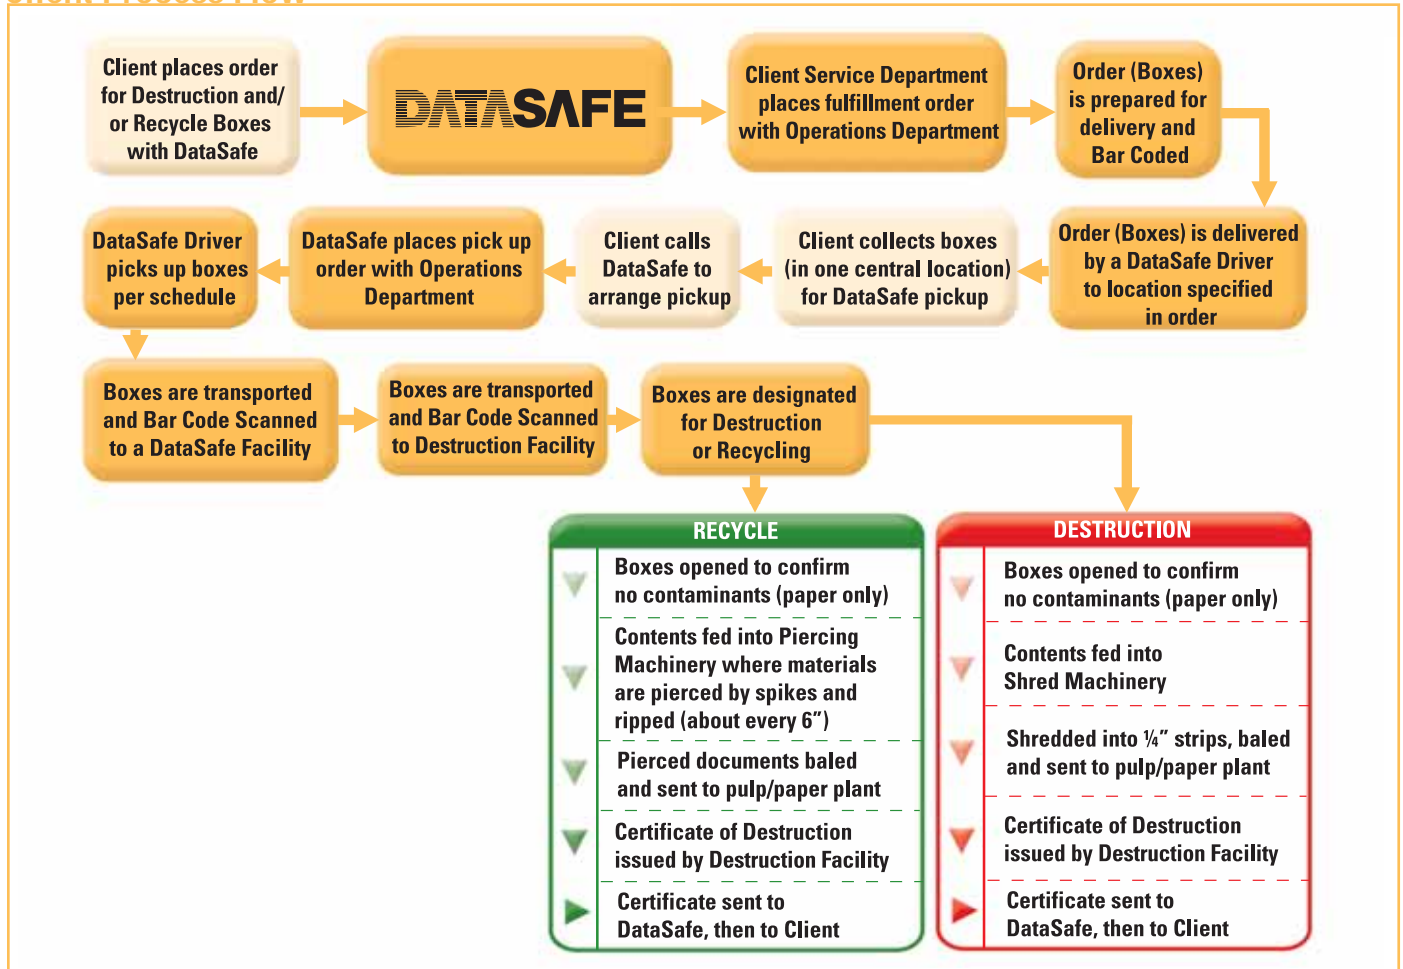 Client Process Flow
Client places order
for Destruction and/
or Recycle Boxes
with DataSafe
DATASAFE
Client Service Department
places fulfillment order
with Operations Department
Order (Boxes)
is prepared for
delivery and
Bar Coded
Order (Boxes) is delivered
by a DataSafe Driver
to location specified
in order
Client collects boxes
(in one central location)
for DataSafe pickup
Client calls
DataSafe to
arrange pickup
DataSafe places pick up
order with Operations
Department
DataSafe Driver
picks up boxes
per schedule
Boxes are transported
and Bar Code Scanned
to a DataSafe Facility
Boxes are transported
and Bar Code Scanned
to Destruction Facility
Boxes are designated
for Destruction
or Recycling
RECYCLE
Boxes opened to confirm
no contaminants (paper only)
Contents fed into Piercing
Machinery where materials
are pierced by spikes and
ripped (about every 6”)
Pierced documents baled
and sent to pulp/paper plant
Certificate of Destruction
issued by Destruction Facility
Certificate sent to
DataSafe, then to Client
DESTRUCTION
Boxes opened to confirm
no contaminants (paper only)
Contents fed into
Shred Machinery
Shredded into ¼” strips, baled
and sent to pulp/paper plant
Certificate of Destruction
issued by Destruction Facility
Certificate sent to
DataSafe, then to Client